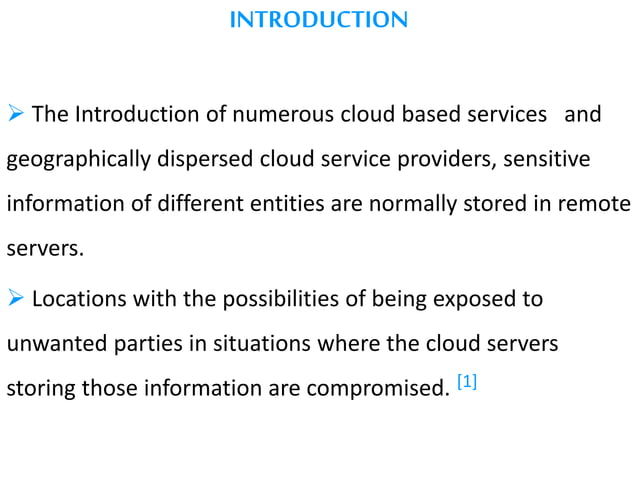 INTRODUCTION
➢ The Introduction of numerous cloud based services and
geographically dispersed cloud service providers, sensitive
information of different entities are normally stored in remote
servers.
➢ Locations with the possibilities of being exposed to
unwanted parties in situations where the cloud servers
storing those information are compromised. [1]